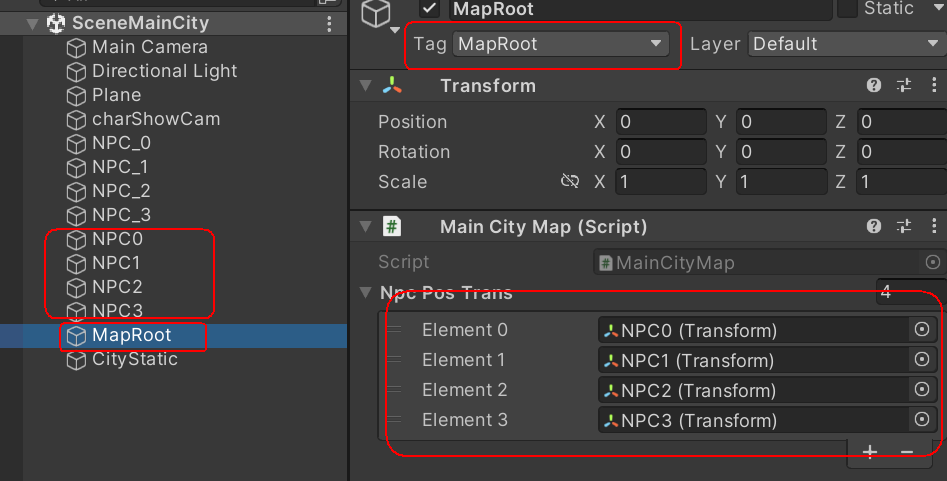 SceneMainCity
Main Camera
Directional Light
Plane
charShowCam
NPC_0
NPC_1
NPC_2
NPC_3
NPC0
NPC1
NPC2
NPC3
MapRoot
CityStatic
MapRoot Static
Tag MapRoot Layer Default
Transform
Position X 0 Y 0 Z 0
Rotation X 0 Y 0 Z 0
Scale X 1 Y 1 Z 1
# Main City Map (Script)
Script # MainCityMap
Npc Pos Trans 4
Element 0 NPC0 (Transform)
Element 1 NPC1 (Transform)
Element 2 NPC2 (Transform)
Element 3 NPC3 (Transform)
+ −